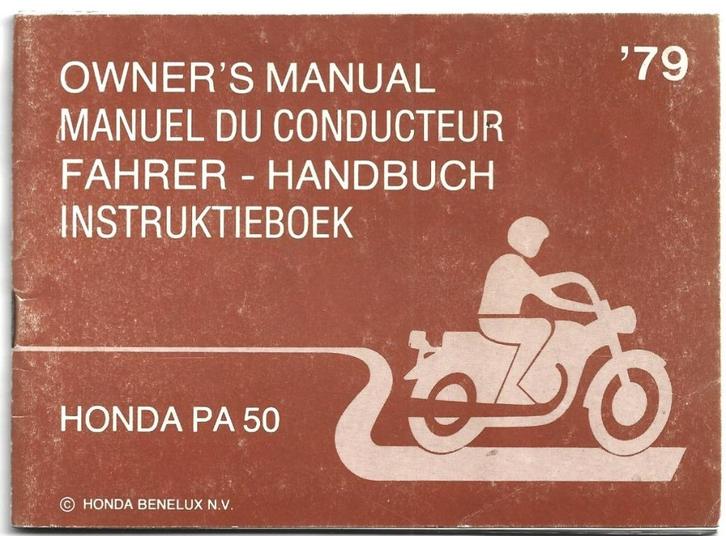 '79
OWNER'S MANUAL
MANUEL DU CONDUCTEUR
FAHRER - HANDBUCH
INSTRUKTIEBOEK
HONDA PA 50
© HONDA BENELUX N.V.